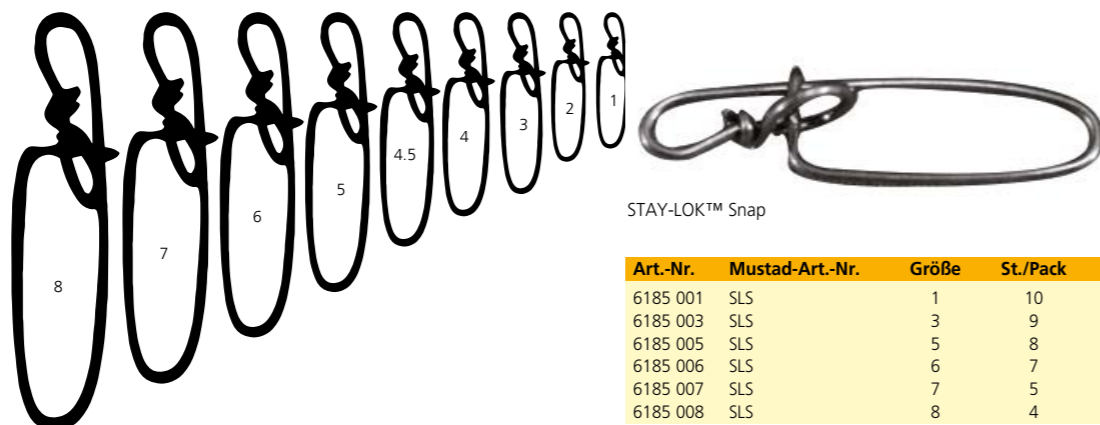 8
7
6
5
4.5
4
3
2
1
STAY-LOK™ Snap
Art.-Nr. Mustad-Art.-Nr. Größe St./Pack
6185 001 SLS 1 10
6185 003 SLS 3 9
6185 005 SLS 5 8
6185 006 SLS 6 7
6185 007 SLS 7 5
6185 008 SLS 8 4